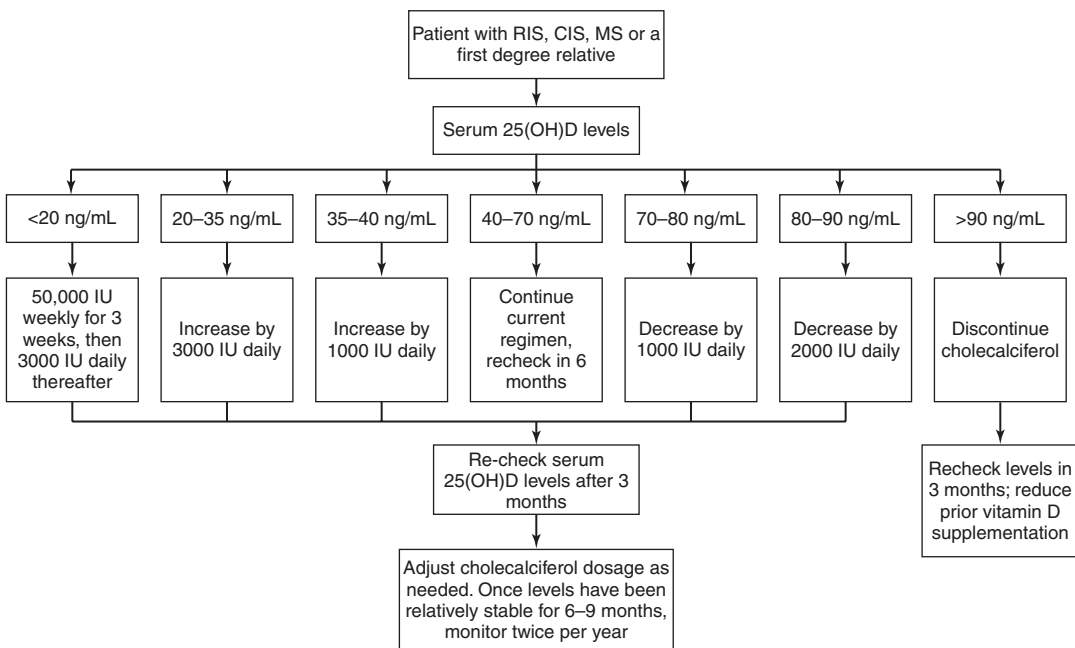 Patient with RIS, CIS, MS or a
first degree relative
Serum 25(OH)D levels
<20 ng/mL
20–35 ng/mL
35–40 ng/mL
40–70 ng/mL
70–80 ng/mL
80–90 ng/mL
>90 ng/mL
50,000 IU
weekly for 3
weeks, then
3000 IU daily
thereafter
Increase by
3000 IU daily
Increase by
1000 IU daily
Continue
current
regimen,
recheck in 6
months
Decrease by
1000 IU daily
Decrease by
2000 IU daily
Discontinue
cholecalciferol
Re-check serum
25(OH)D levels after 3
months
Recheck levels in
3 months; reduce
prior vitamin D
supplementation
Adjust cholecalciferol dosage as
needed. Once levels have been
relatively stable for 6–9 months,
monitor twice per year